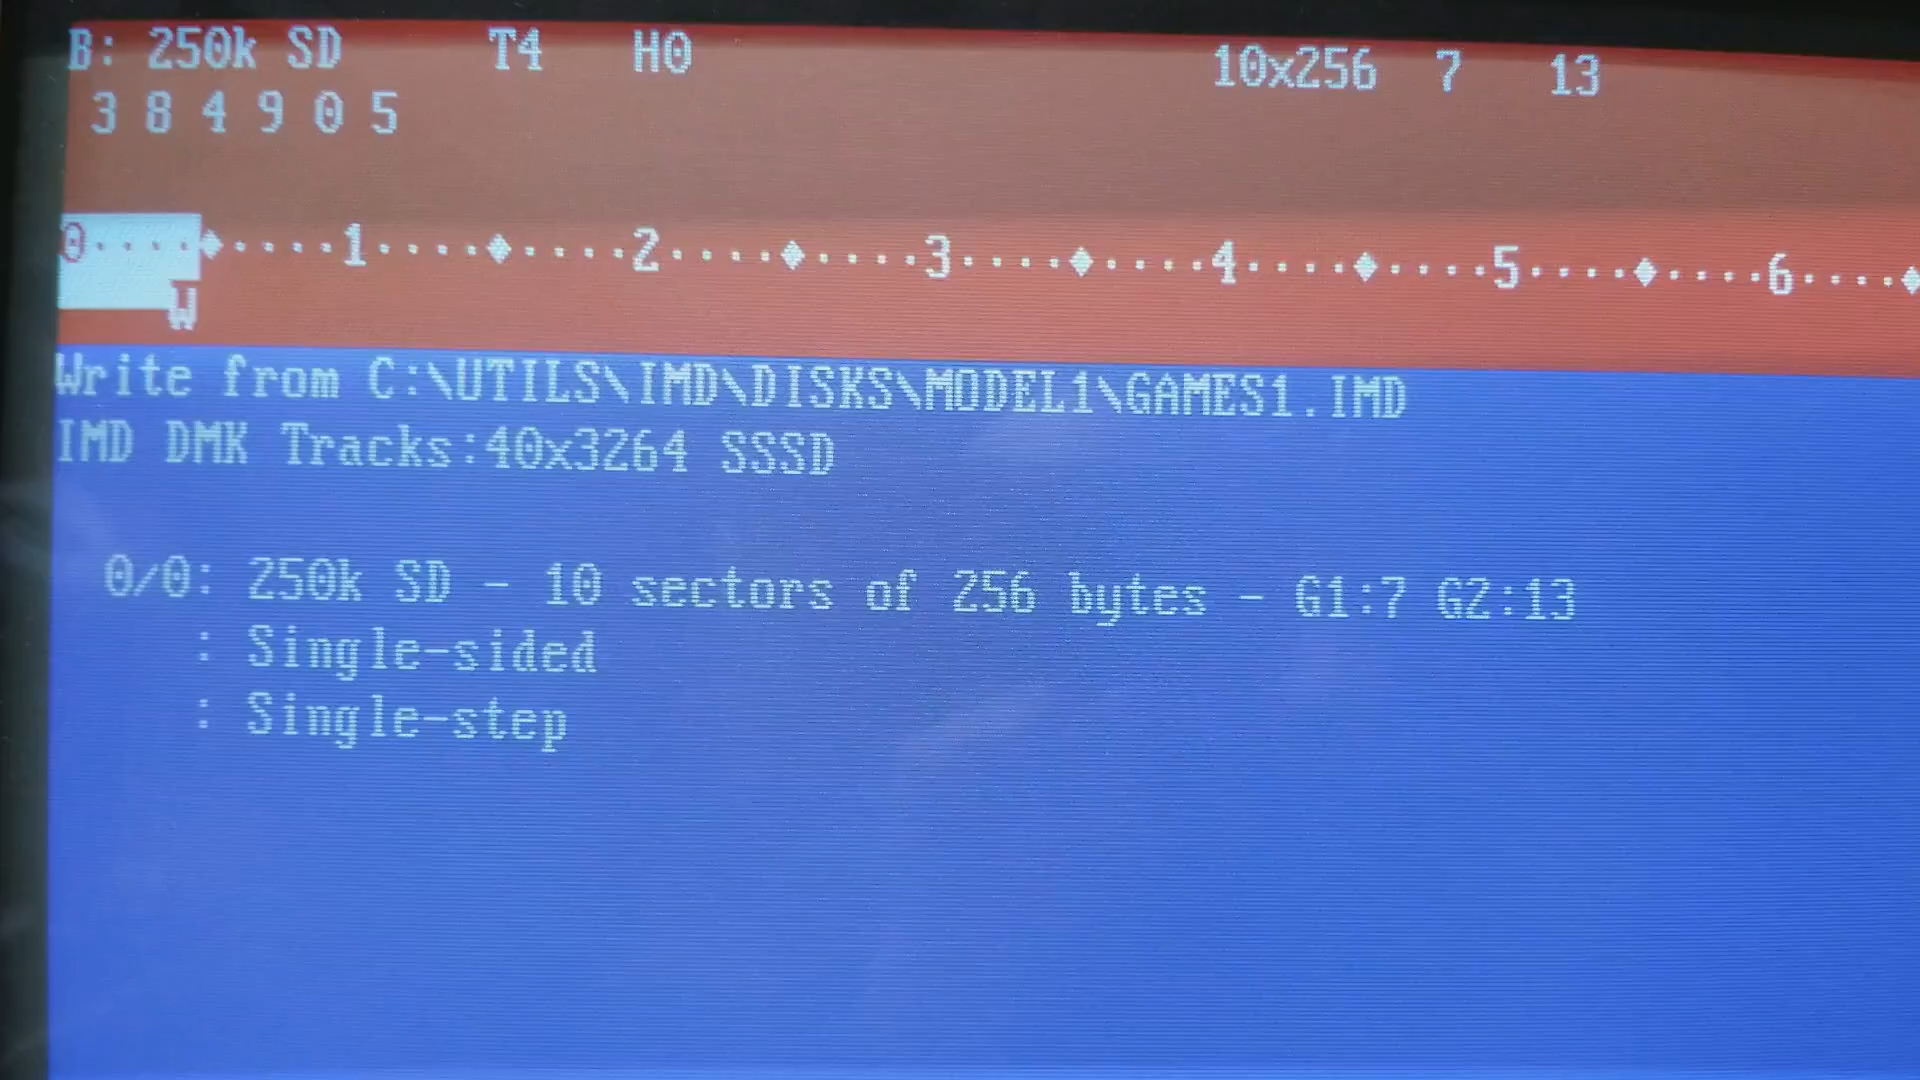 B: 250k SD T4 H0 10x256 7 13
3 8 4 9 0 5
0····♦····1····♦····2····♦····3····♦····4····♦····5····♦····6····♦
W
Write from C:\UTILS\IMD\DISKS\MODEL1\GAMES1.IMD
IMD DMK Tracks:40x3264 SSSD
0/0: 250k SD - 10 sectors of 256 bytes - G1:7 G2:13
: Single-sided
: Single-step